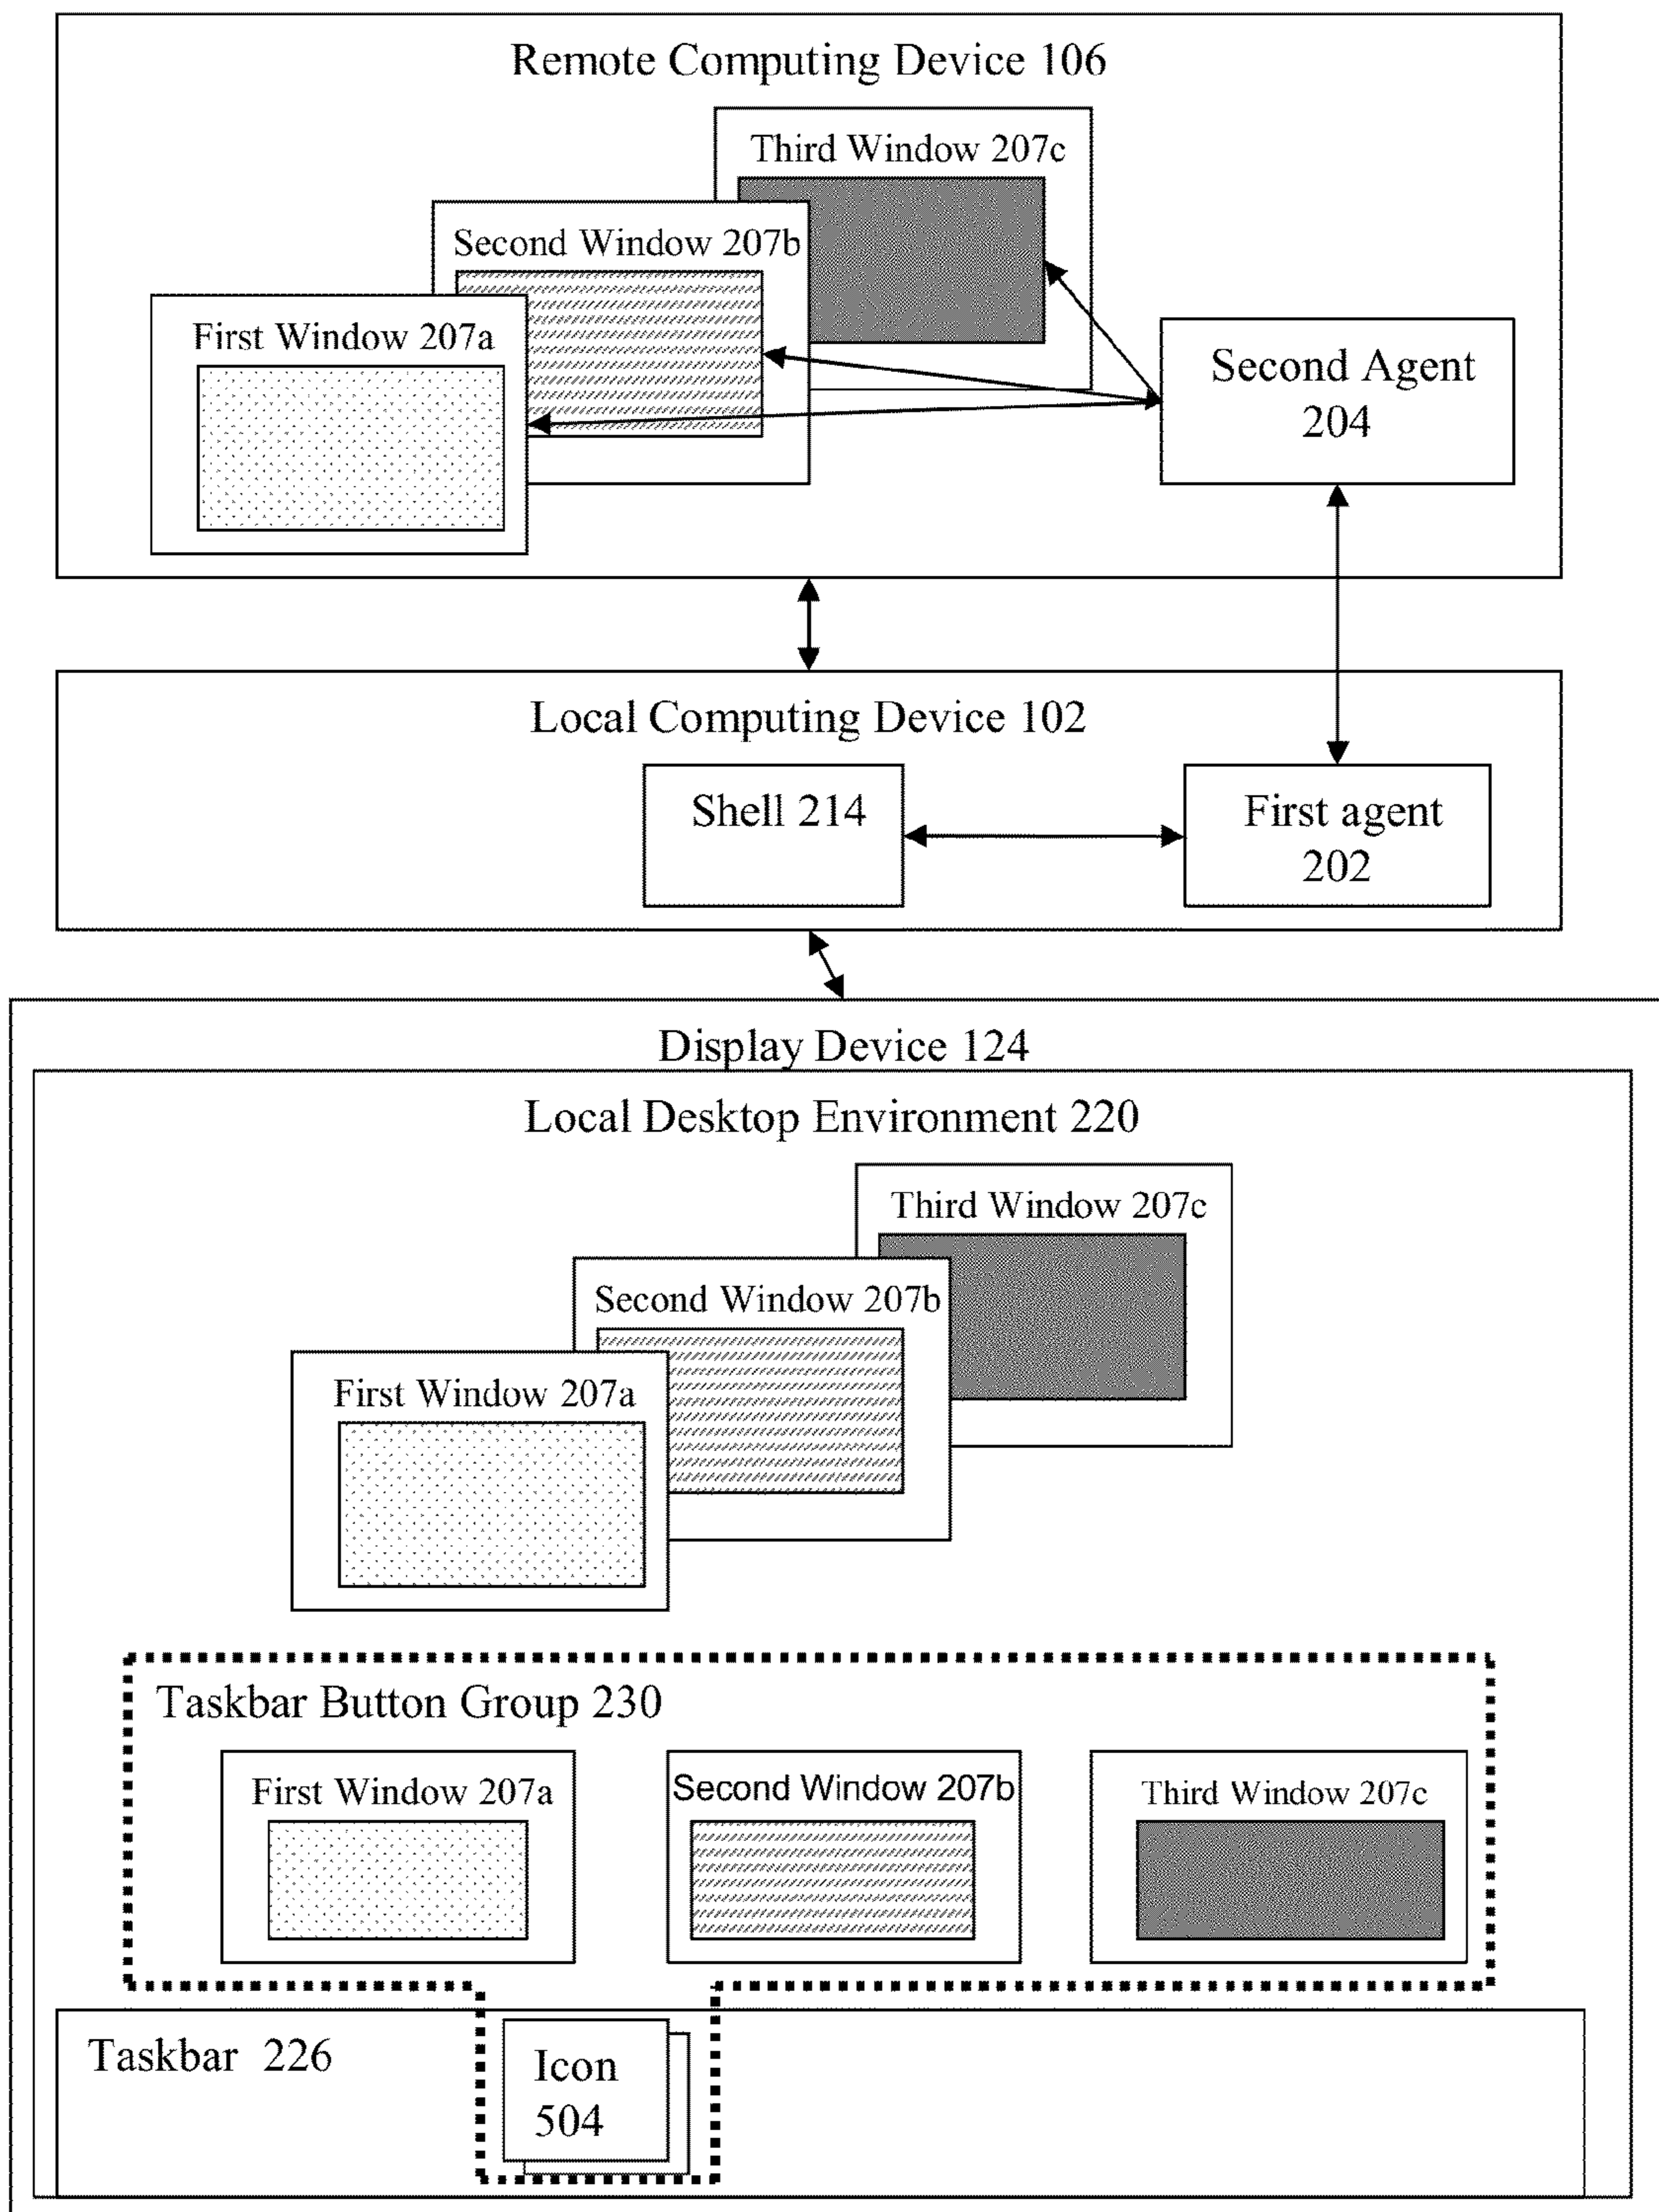 Remote Computing Device 106
Third Window 207c
Second Window 207b
First Window 207a
Second Agent
204
Local Computing Device 102
Shell 214
First agent
202
Display Device 124
Local Desktop Environment 220
Third Window 207c
Second Window 207b
First Window 207a
Taskbar Button Group 230
First Window 207a
Second Window 207b
Third Window 207c
Taskbar 226
Icon
504